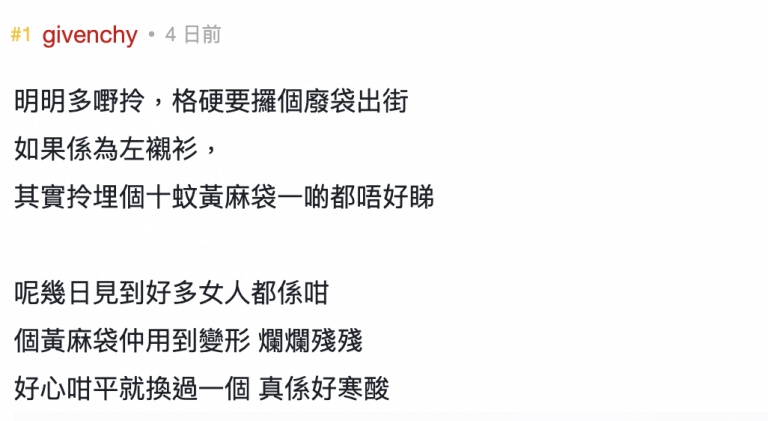 #1 givenchy • 4 日前
明明多嘢拎，格硬要攞個廢袋出街
如果係為左襯衫，
其實拎埋個十蚊黃麻袋一啲都唔好睇
呢幾日見到好多女人都係咁
個黃麻袋仲用到變形 爛爛殘殘
好心咁平就換過一個 真係好寒酸